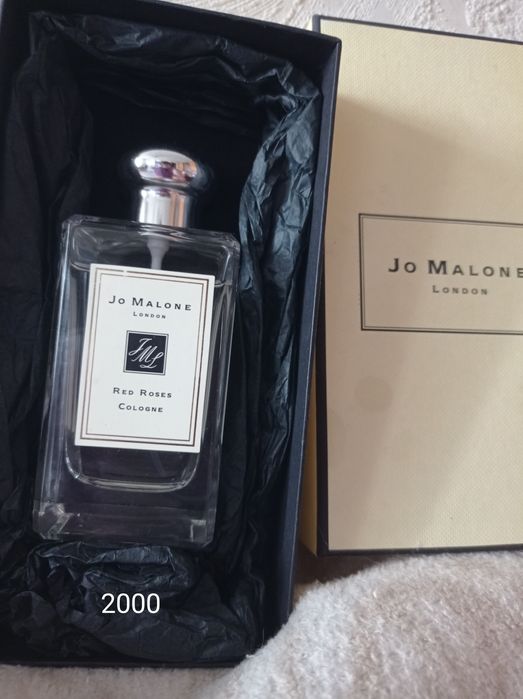 Jo Malone
London
JML
Red Roses
Cologne
Jo Malone
London
2000